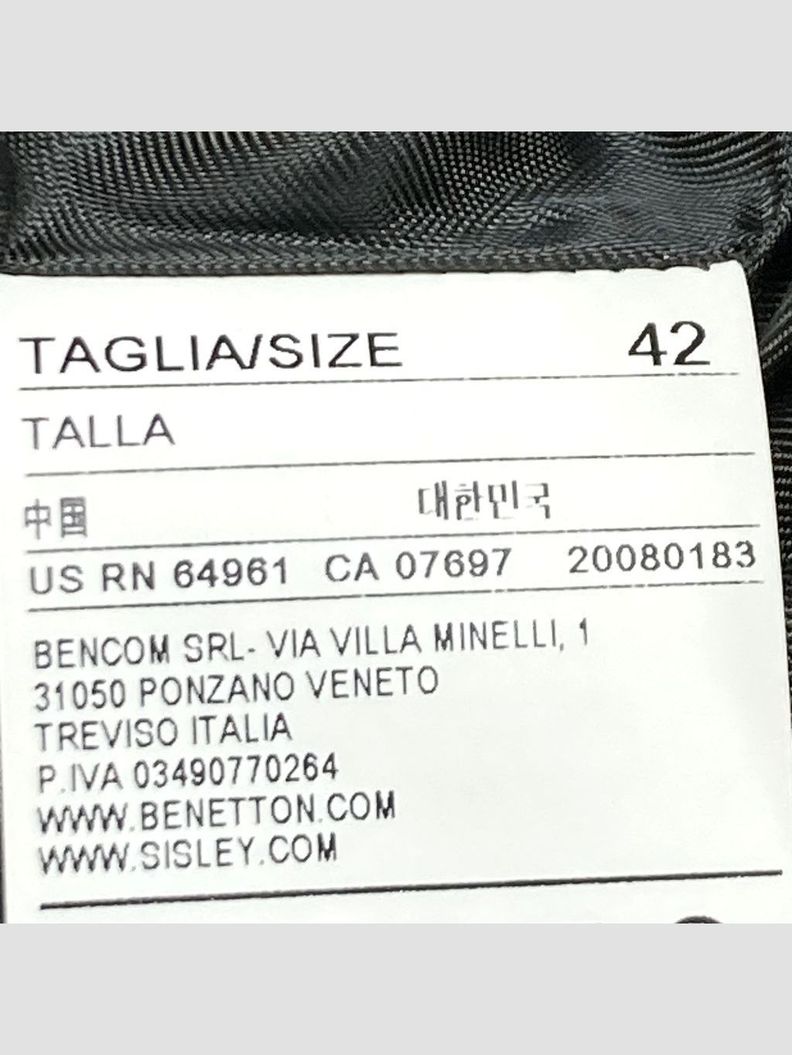 TAGLIA/SIZE 42
TALLA
中国 대한민국
US RN 64961 CA 07697 20080183
BENCOM SRL- VIA VILLA MINELLI, 1
31050 PONZANO VENETO
TREVISO ITALIA
P.IVA 03490770264
WWW.BENETTON.COM
WWW.SISLEY.COM